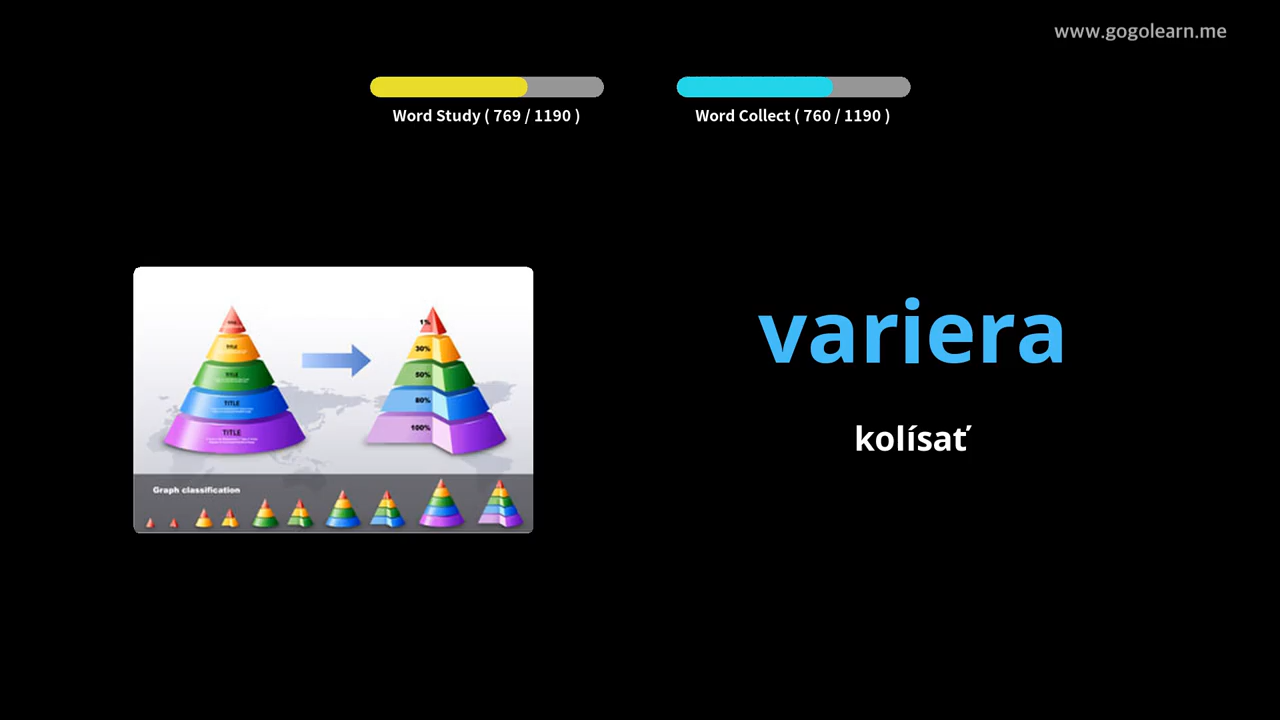 www.gogolearn.me
Word Study ( 769 / 1190 )
Word Collect ( 760 / 1190 )
variera
kolísať
TITLE
TITLE
TITLE
TITLE
1%
30%
50%
80%
100%
Graph classification